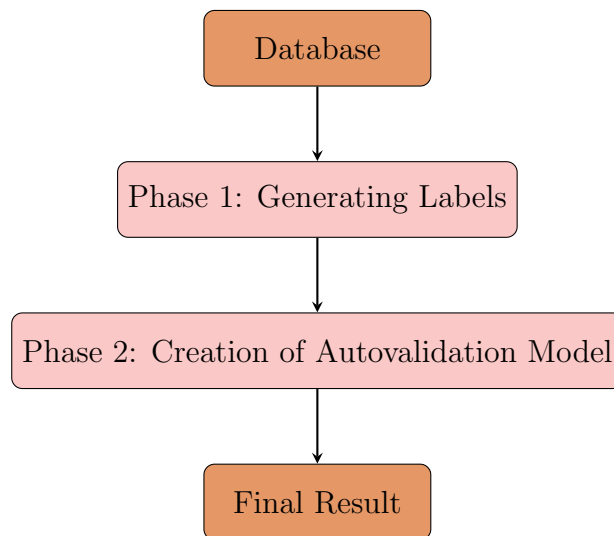 Database
Phase 1: Generating Labels
Phase 2: Creation of Autovalidation Model
Final Result